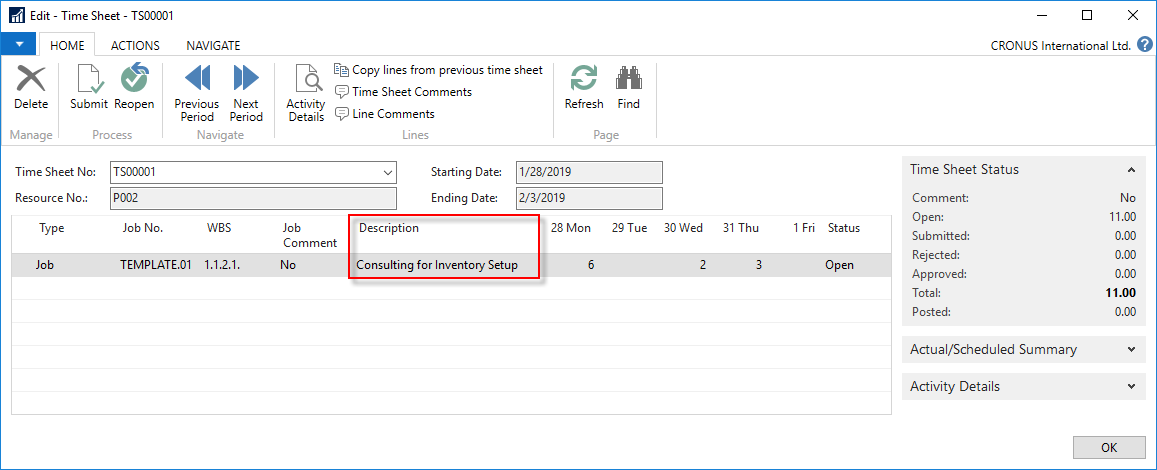 Edit - Time Sheet - TS00001
HOME ACTIONS NAVIGATE CRONUS International Ltd. ?
Delete Submit Reopen Previous Period Next Period Activity Details Copy lines from previous time sheet
Time Sheet Comments
Line Comments
Refresh Find
Manage Process Navigate Lines Page
Time Sheet No: TS00001 Starting Date: 1/28/2019
Resource No.: P002 Ending Date: 2/3/2019
Type Job No. WBS Job Comment Description 28 Mon 29 Tue 30 Wed 31 Thu 1 Fri Status
Job TEMPLATE.01 1.1.2.1. No Consulting for Inventory Setup 6 2 3 Open
Time Sheet Status
Comment: No
Open: 11.00
Submitted: 0.00
Rejected: 0.00
Approved: 0.00
Total: 11.00
Posted: 0.00
Actual/Scheduled Summary
Activity Details
OK